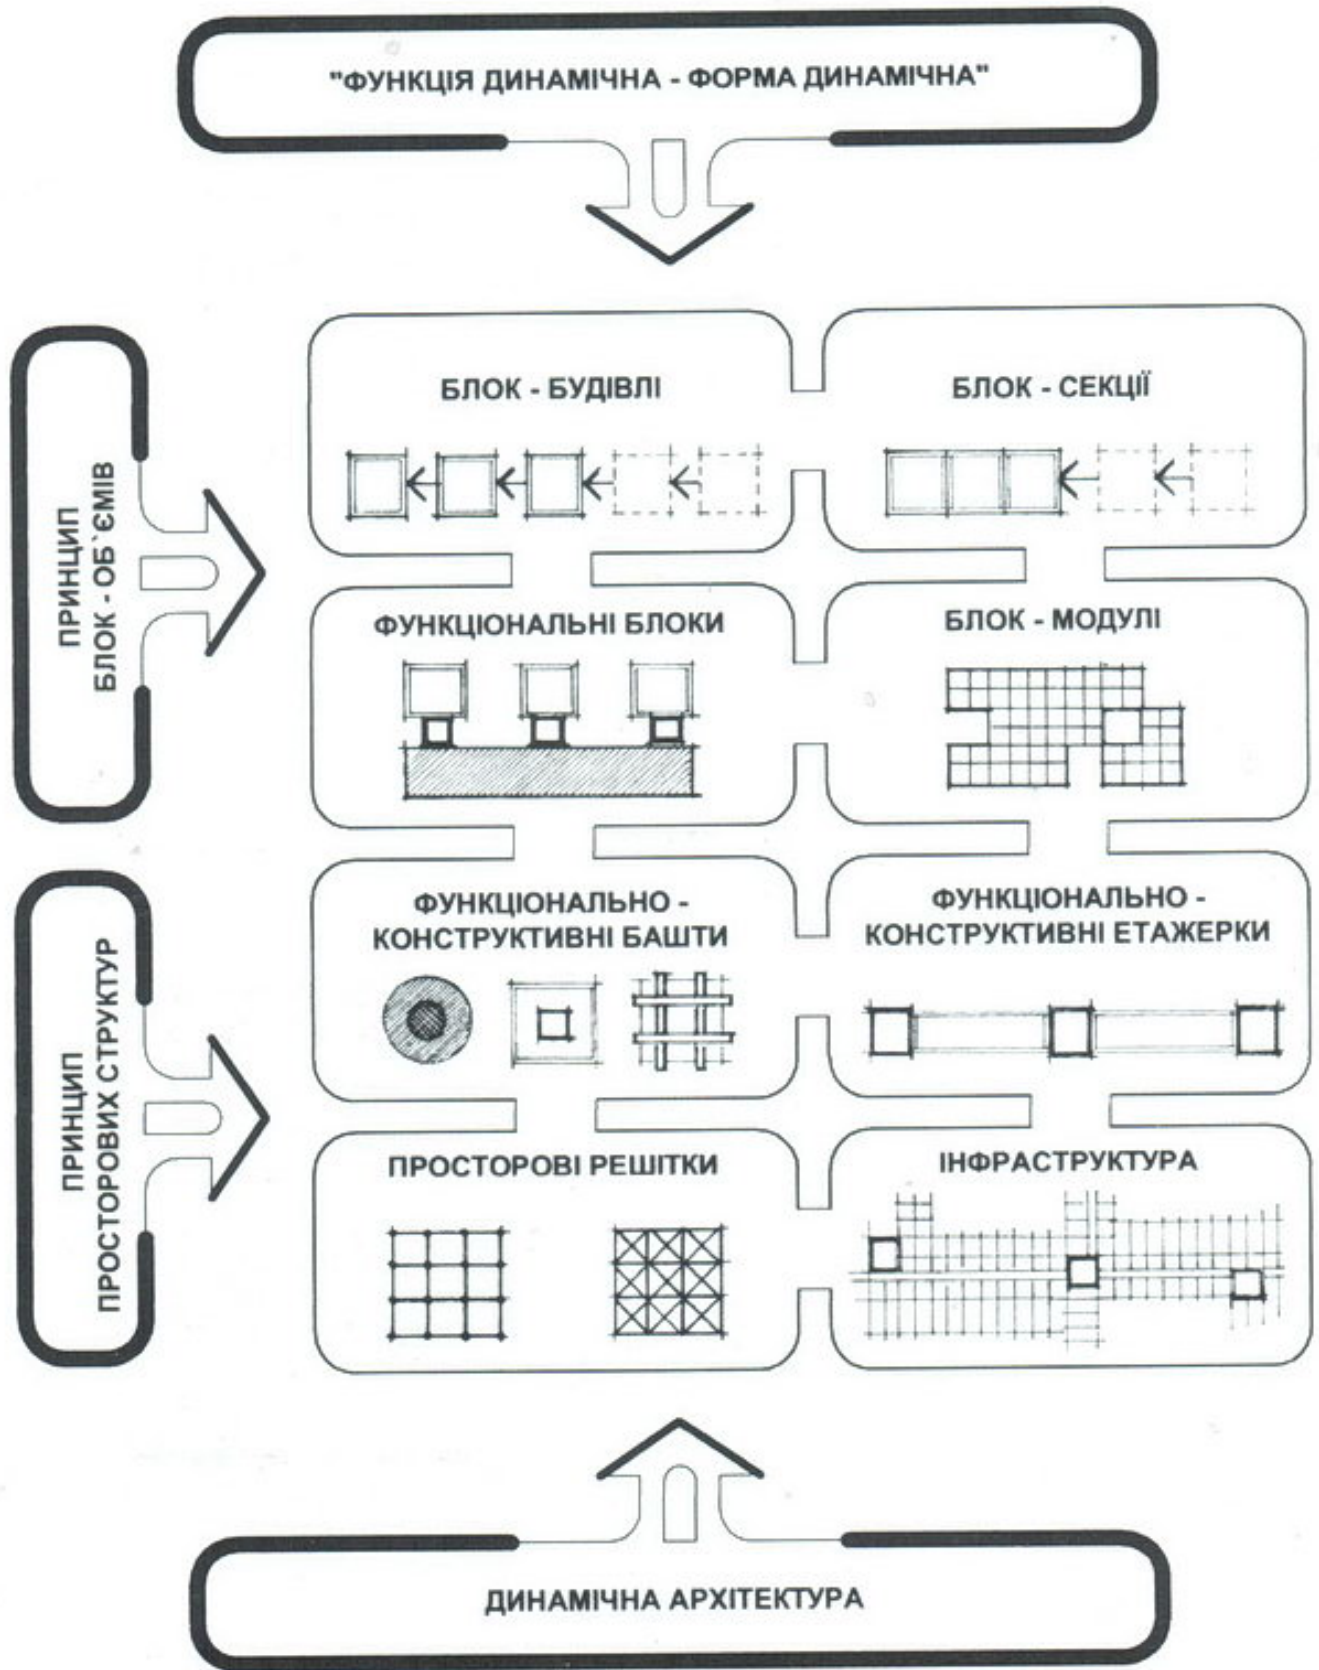 "ФУНКЦІЯ ДИНАМІЧНА - ФОРМА ДИНАМІЧНА"
ПРИНЦИП
БЛОК - ОБ`ЄМІВ
БЛОК - БУДІВЛІ
БЛОК - СЕКЦІЇ
ФУНКЦІОНАЛЬНІ БЛОКИ
БЛОК - МОДУЛІ
ПРИНЦИП
ПРОСТОРОВИХ СТРУКТУР
ФУНКЦІОНАЛЬНО -
КОНСТРУКТИВНІ БАШТИ
ФУНКЦІОНАЛЬНО -
КОНСТРУКТИВНІ ЕТАЖЕРКИ
ПРОСТОРОВІ РЕШІТКИ
ІНФРАСТРУКТУРА
ДИНАМІЧНА АРХІТЕКТУРА